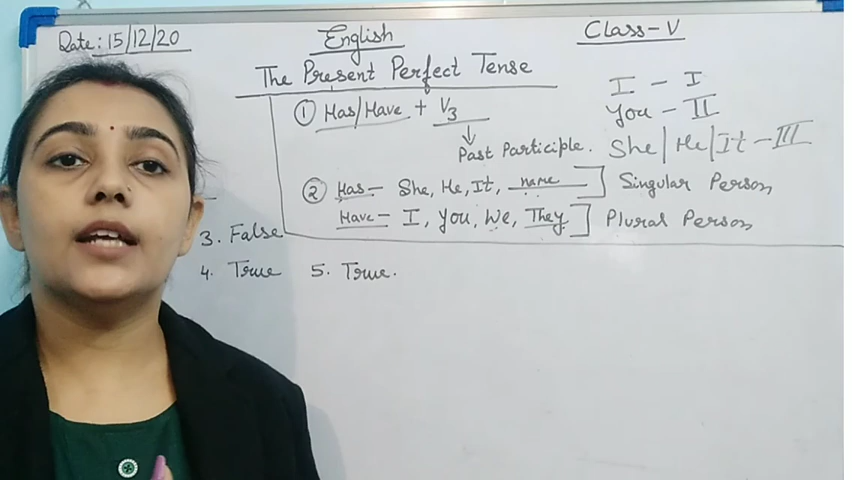 Date: 15/12/20
English
Class - V
The Present Perfect Tense
① Has/Have + V3
Past Participle.
I - I
You - II
She/He/It - III
② Has - She, He, It, name Singular Person
Have - I, You, We, They Plural Person
3. False
4. True 5. True.